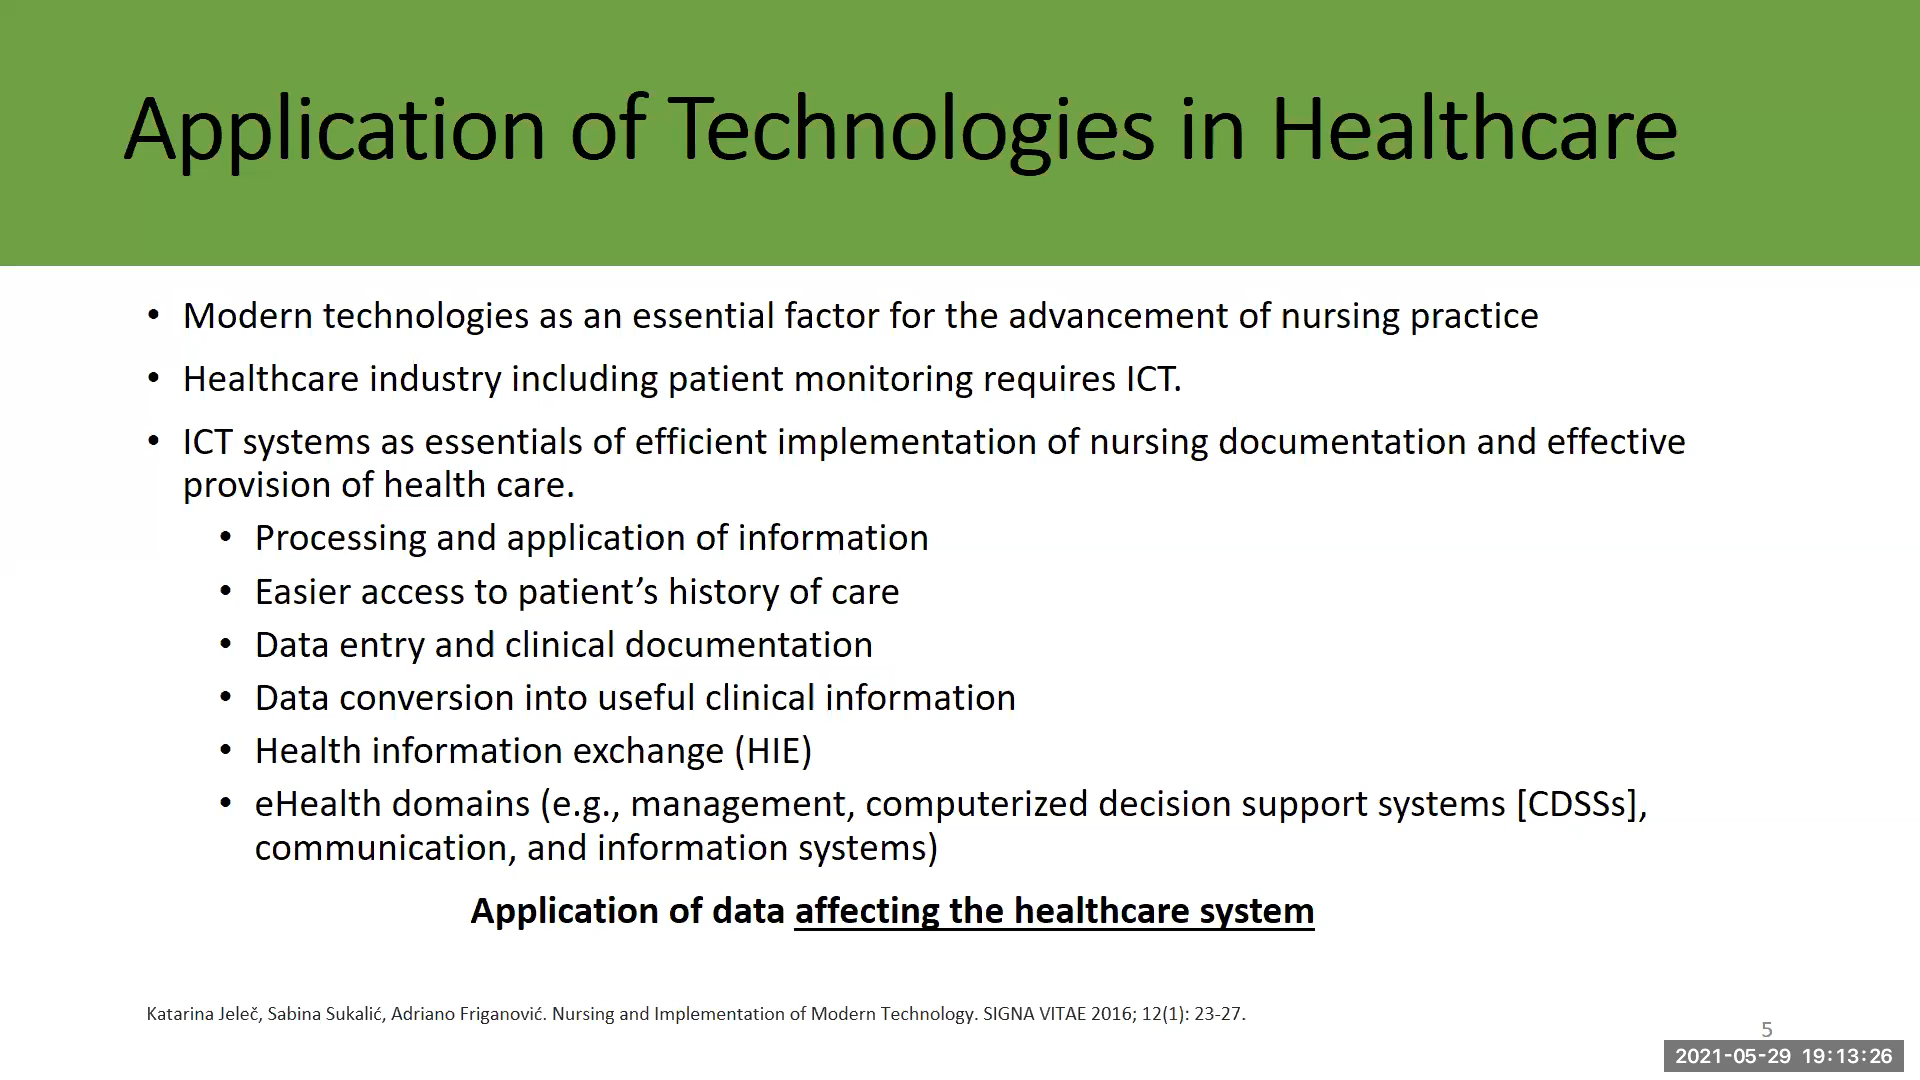 Application of Technologies in Healthcare
• Modern technologies as an essential factor for the advancement of nursing practice
• Healthcare industry including patient monitoring requires ICT.
• ICT systems as essentials of efficient implementation of nursing documentation and effective
provision of health care.
• Processing and application of information
• Easier access to patient’s history of care
• Data entry and clinical documentation
• Data conversion into useful clinical information
• Health information exchange (HIE)
• eHealth domains (e.g., management, computerized decision support systems [CDSSs],
communication, and information systems)
Application of data affecting the healthcare system
Katarina Jeleč, Sabina Sukalić, Adriano Friganović. Nursing and Implementation of Modern Technology. SIGNA VITAE 2016; 12(1): 23-27.
5
2021-05-29 19:13:26